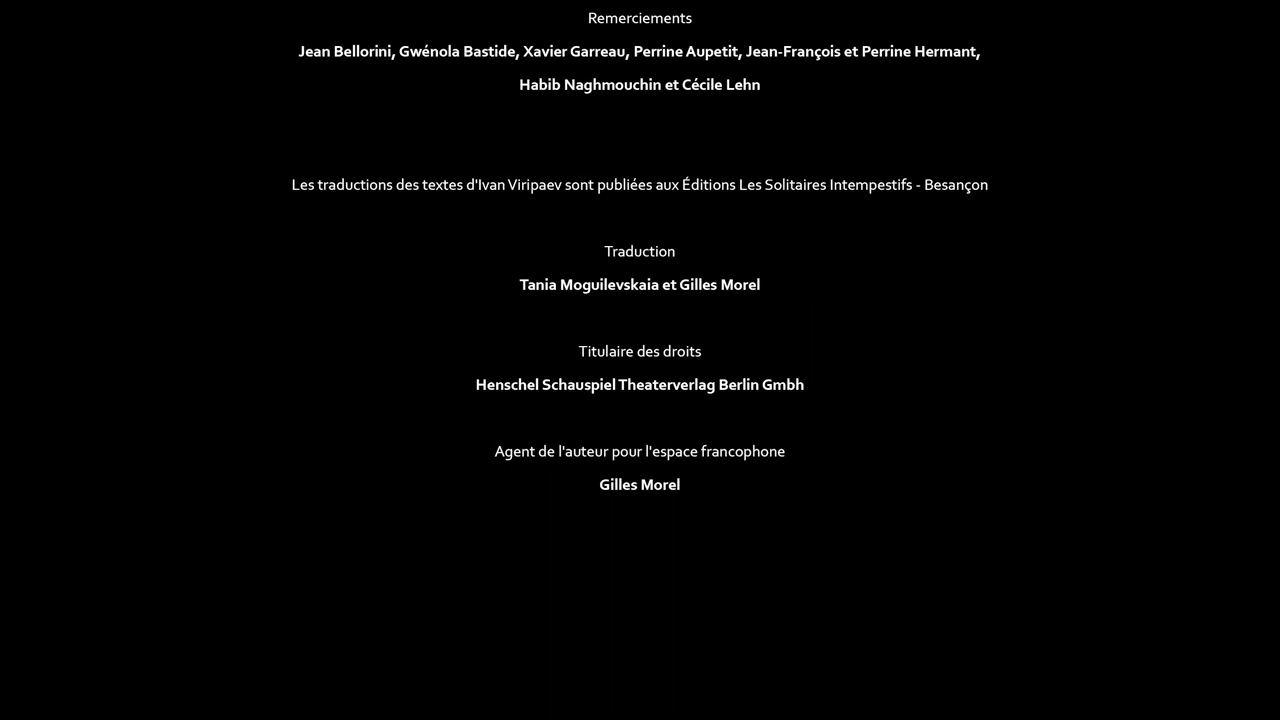 Remerciements
Jean Bellorini, Gwénola Bastide, Xavier Garreau, Perrine Aupetit, Jean-François et Perrine Hermant,
Habib Naghmouchin et Cécile Lehn
Les traductions des textes d'Ivan Viripaev sont publiées aux Éditions Les Solitaires Intempestifs - Besançon
Traduction
Tania Moguilevskaia et Gilles Morel
Titulaire des droits
Henschel Schauspiel Theaterverlag Berlin Gmbh
Agent de l'auteur pour l'espace francophone
Gilles Morel